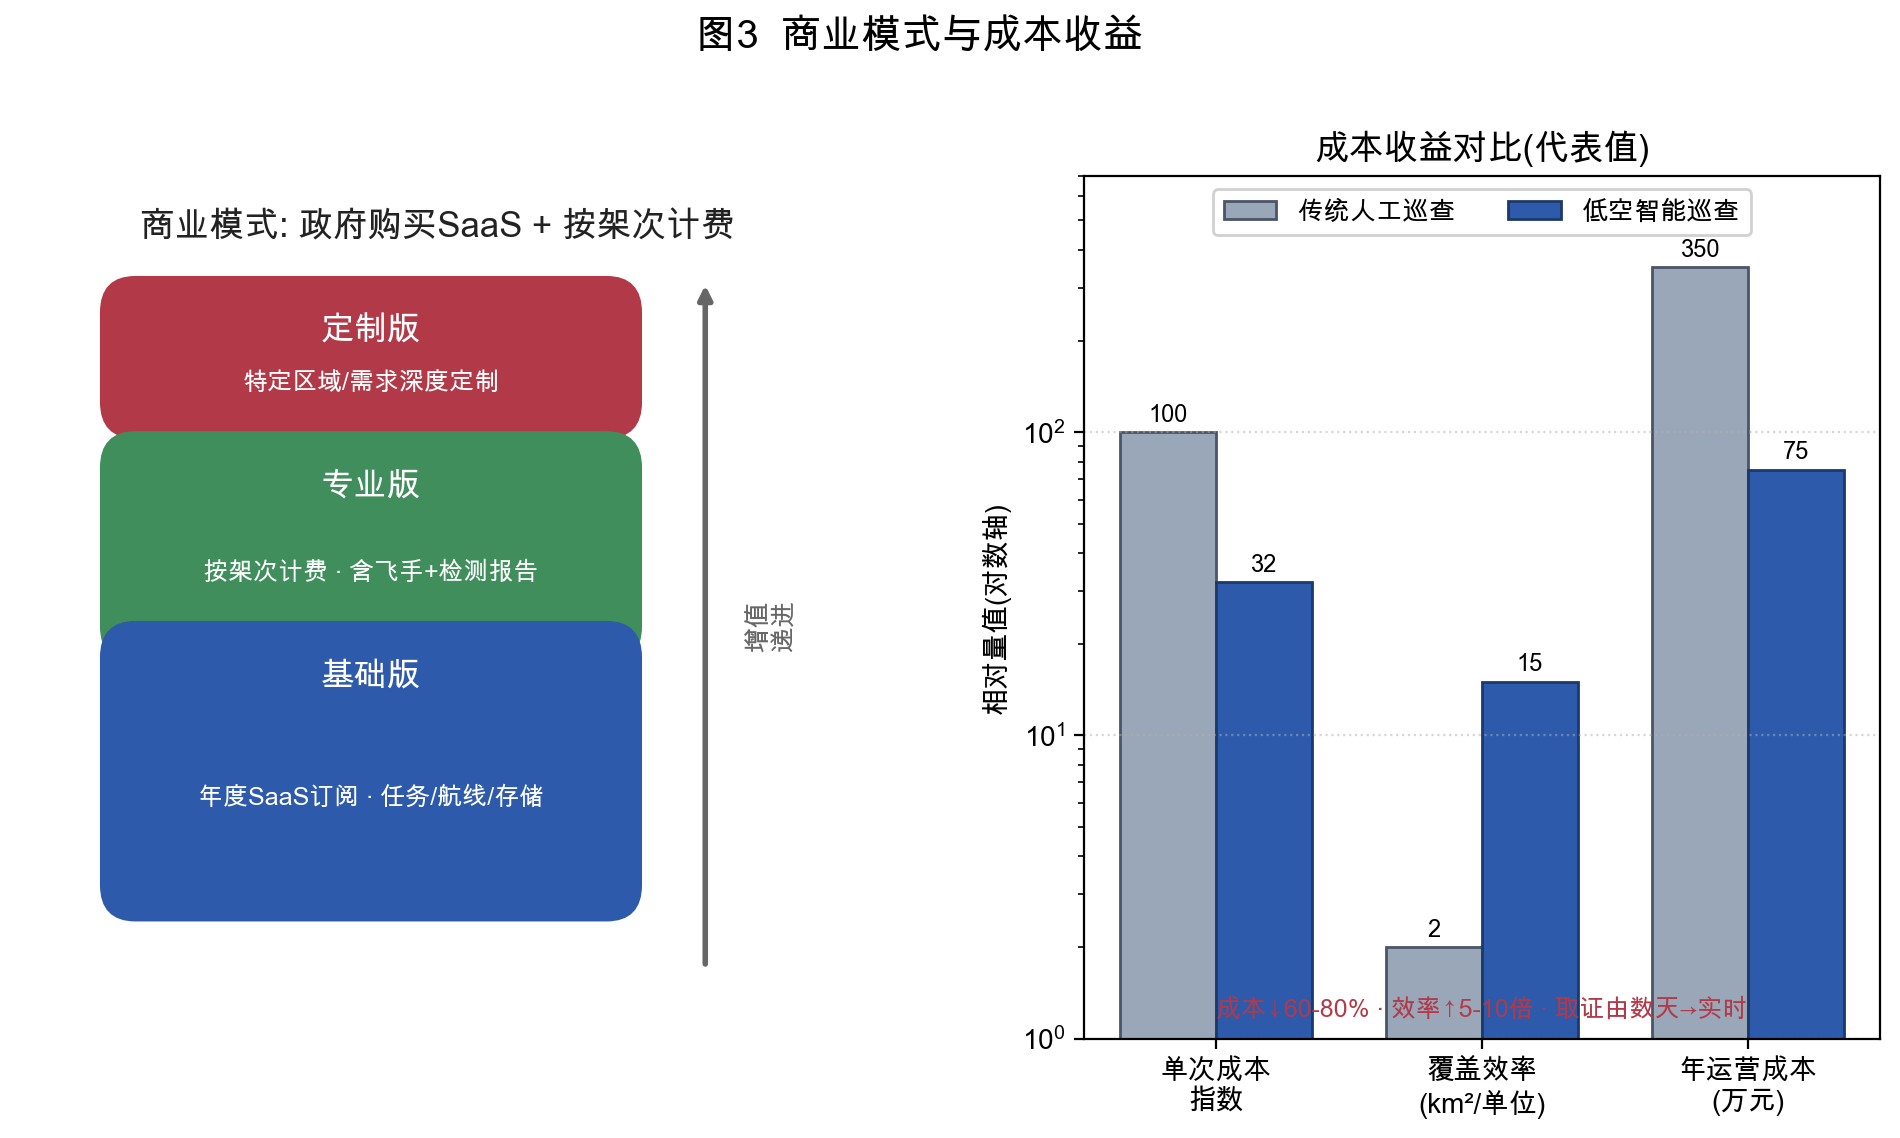 图3 商业模式与成本收益
商业模式: 政府购买SaaS + 按架次计费
定制版
特定区域/需求深度定制
专业版
按架次计费 · 含飞手+检测报告
基础版
年度SaaS订阅 · 任务/航线/存储
增值
递进
成本收益对比(代表值)
传统人工巡查
低空智能巡查
相对量值(对数轴)
10²
10¹
10⁰
100
32
2
15
350
75
成本↓60-80% · 效率↑5-10倍 · 取证由数天→实时
单次成本
指数
覆盖效率
(km²/单位)
年运营成本
(万元)